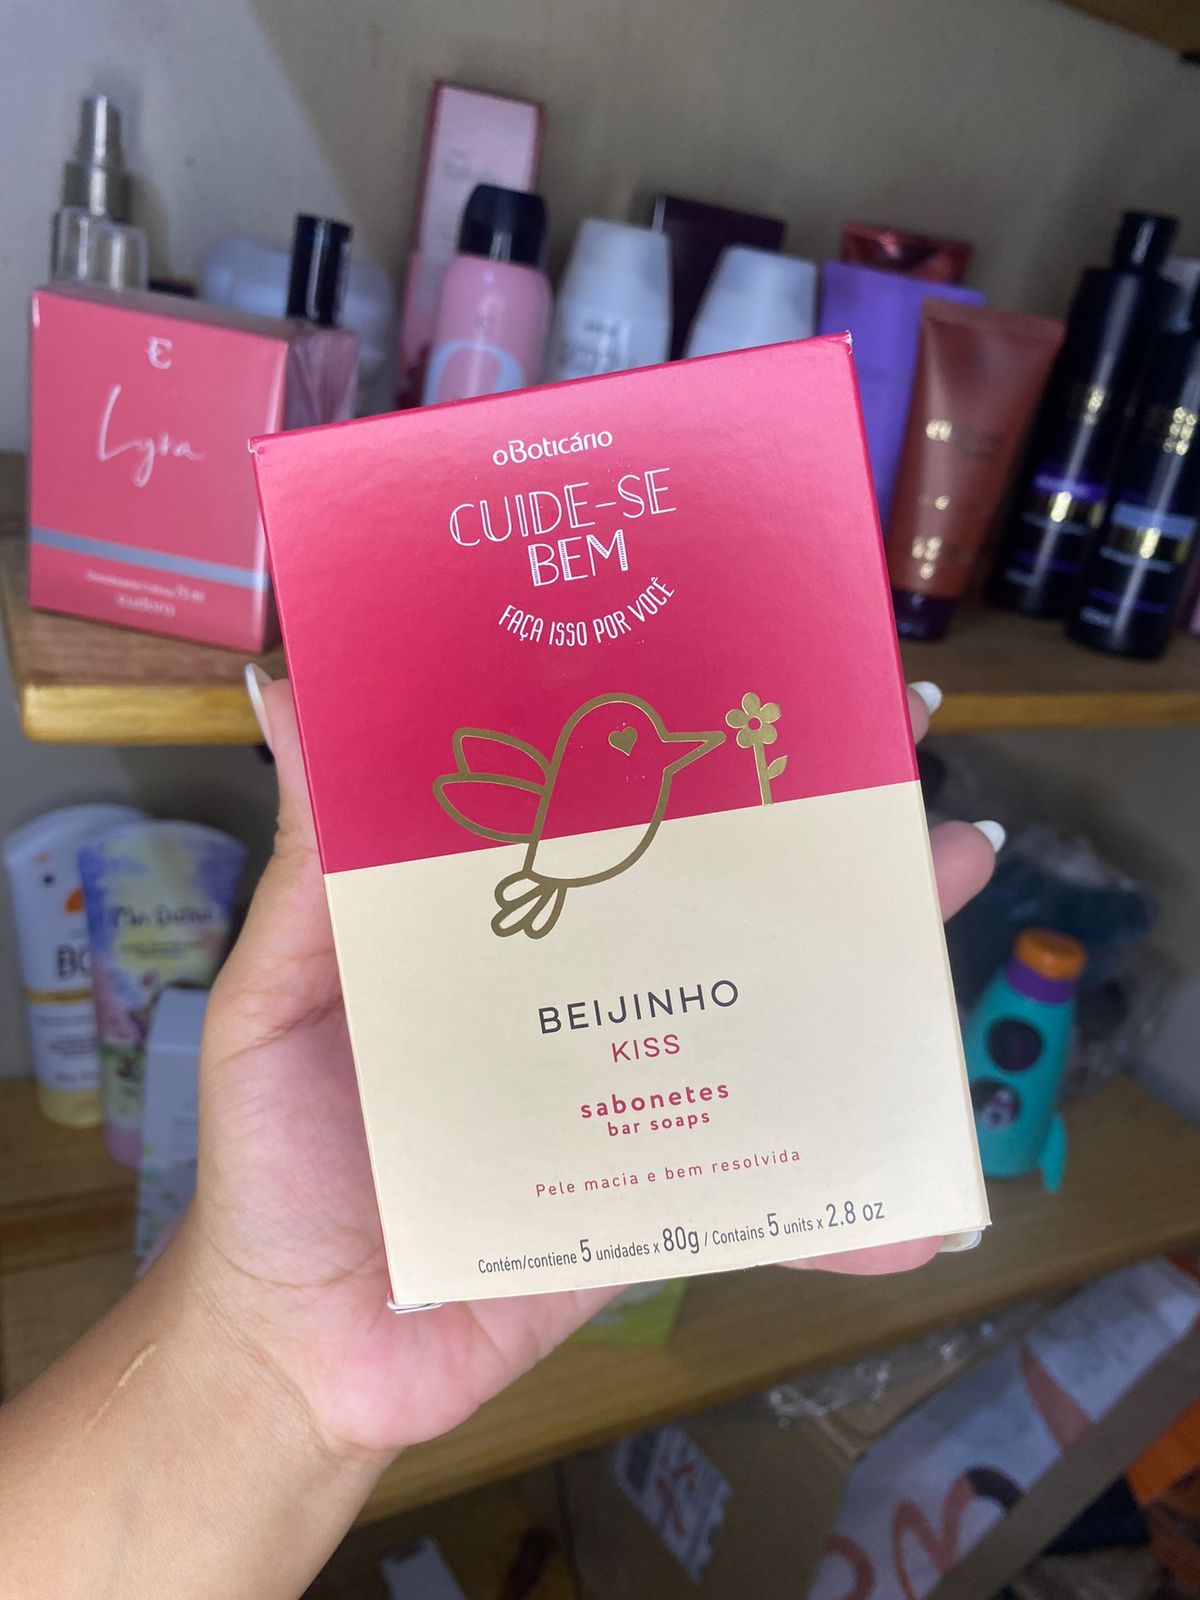 oBoticário
CUIDE-SE
BEM
FAÇA ISSO POR VOCÊ
BEIJINHO
KISS
sabonetes
bar soaps
Pele macia e bem resolvida
Contém/contiene 5 unidades x 80g / Contains 5 units x 2.8 oz
Lyra